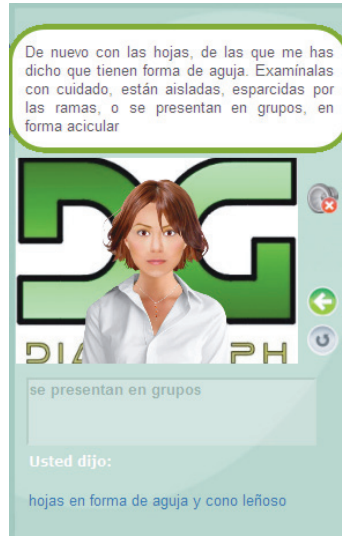 De nuevo con las hojas, de las que me has
dicho que tienen forma de aguja. Examínalas
con cuidado, están aisladas, esparcidas por
las ramas, o se presentan en grupos, en
forma acicular
DG
DIA PH
se presentan en grupos
Usted dijo:
hojas en forma de aguja y cono leñoso